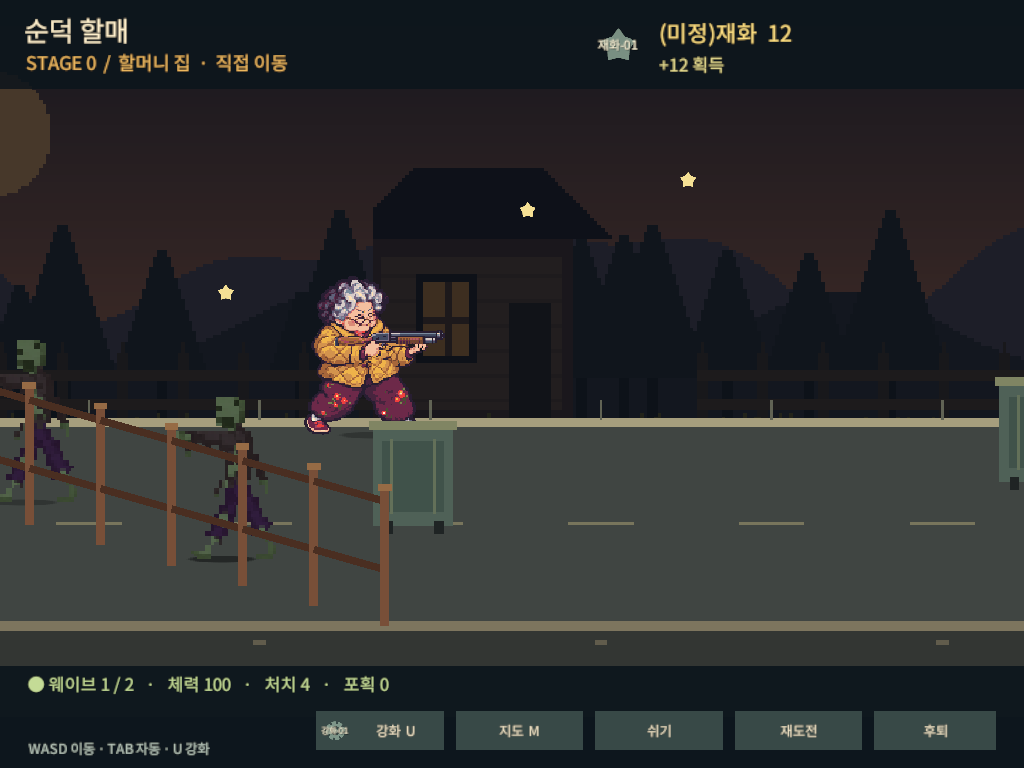 순덕 할매
STAGE 0 / 할머니 집 · 직접 이동
재화-01
(미정)재화 12
+12 획득
웨이브 1 / 2 · 체력 100 · 처치 4 · 포획 0
강화-01
강화 U
지도 M
쉬기
재도전
후퇴
WASD 이동 · TAB 자동 · U 강화